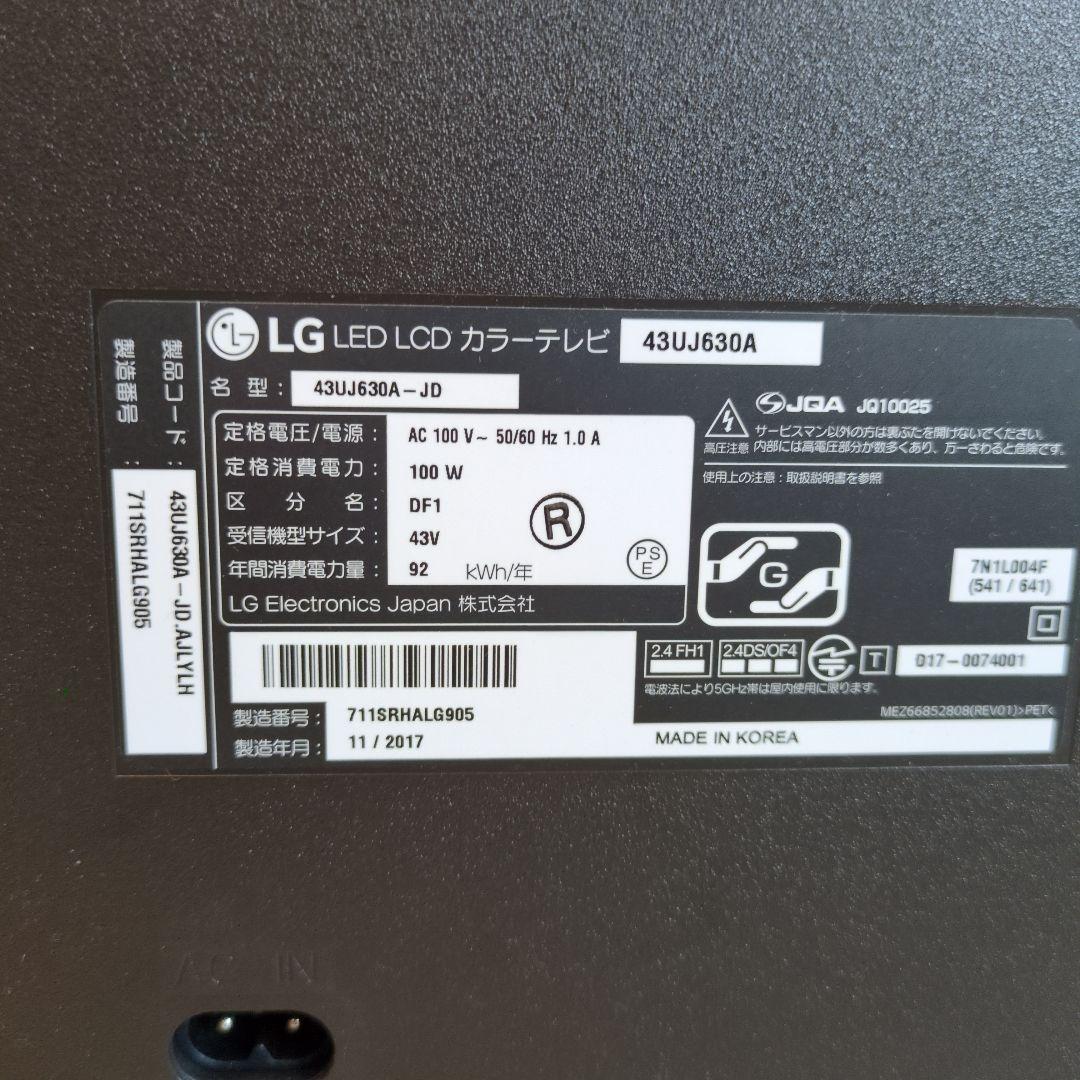 LG LED LCD カラーテレビ 43UJ630A
名 型: 43UJ630A-JD
定格電圧/電源: AC 100 V~ 50/60 Hz 1.0 A
定格消費電力: 100 W
区 分 名: DF1
受信機型サイズ: 43V
年間消費電力量: 92 kWh/年
R
PS
E
LG Electronics Japan 株式会社
JQA JQ10025
サービスマン以外の方は裏ぶたを開けないでください。
高圧注意 内部には高電圧部分が数多くあり、万一さわると危険です。
使用上の注意:取扱説明書を参照
G
7N1L004F
(541 / 641)
2.4 FH1 2.4DS/OF4 T D17-0074001
電波法により5GHz帯は屋内使用に限ります。
MEZ66852808(REV01)>PET<
製造番号: 711SRHALG905
製造年月: 11 / 2017
MADE IN KOREA
製品コード : 43UJ630A-JD.AJLYLH
製造番号 : 711SRHALG905
AC IN